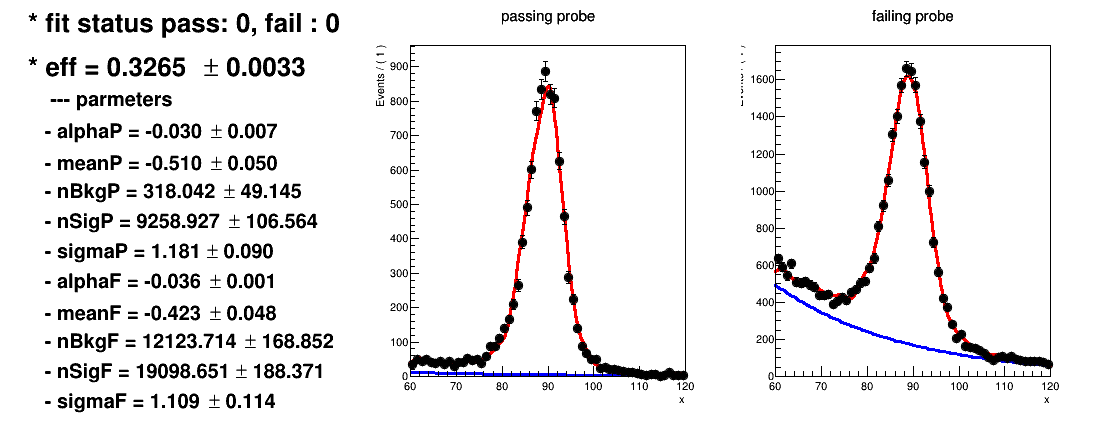 * fit status pass: 0, fail : 0
* eff = 0.3265 ± 0.0033
--- parmeters
- alphaP = -0.030 ± 0.007
- meanP = -0.510 ± 0.050
- nBkgP = 318.042 ± 49.145
- nSigP = 9258.927 ± 106.564
- sigmaP = 1.181 ± 0.090
- alphaF = -0.036 ± 0.001
- meanF = -0.423 ± 0.048
- nBkgF = 12123.714 ± 168.852
- nSigF = 19098.651 ± 188.371
- sigmaF = 1.109 ± 0.114
passing probe
Events / ( 1 )
900
800
700
600
500
400
300
200
100
0
60 70 80 90 100 110 120
x
failing probe
1600
1400
1200
1000
800
600
400
200
0
60 70 80 90 100 110 120
x